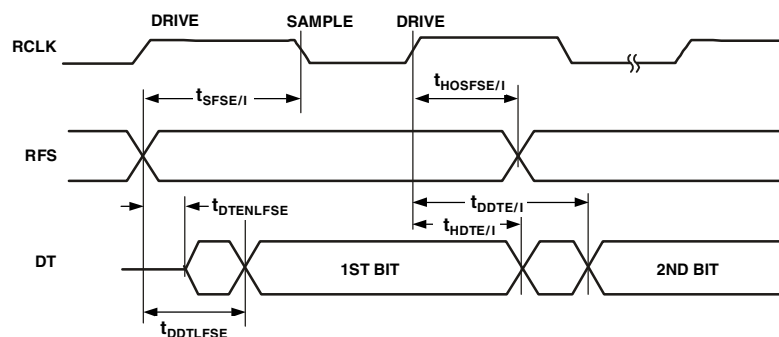 DRIVE SAMPLE DRIVE
RCLK
tSFSE/I tHOSFSE/I
RFS
tDTENLFSE tDDTE/I
tHDTE/I
DT 1ST BIT 2ND BIT
tDDTLFSE